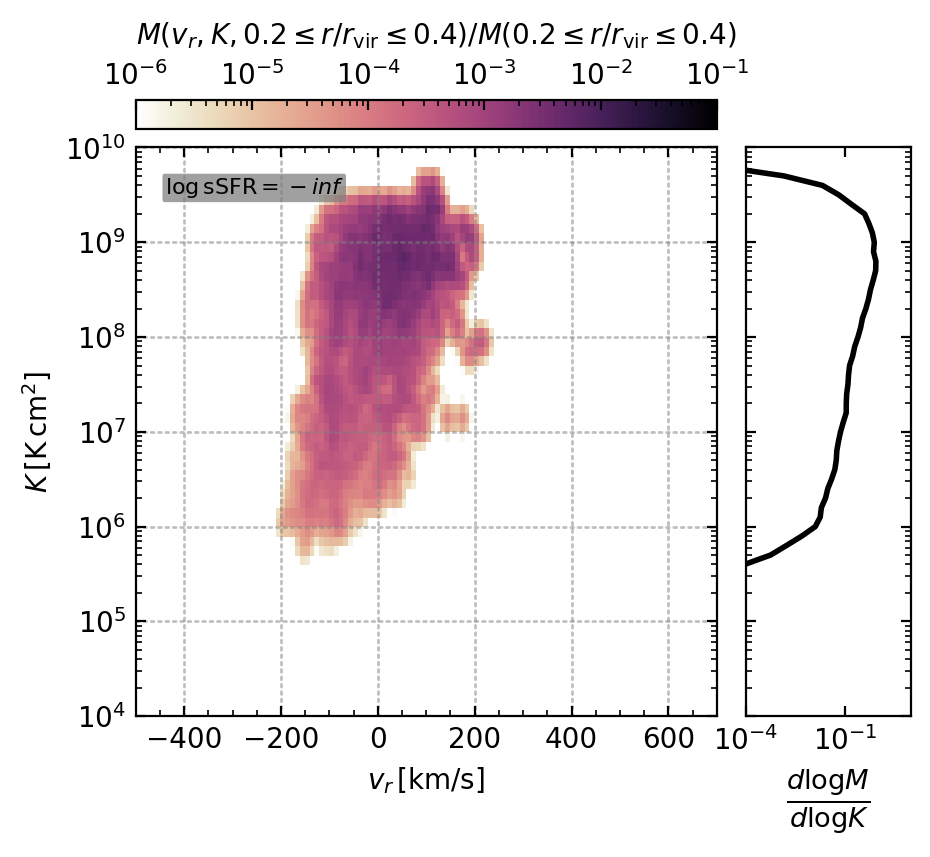 M(v_r, K, 0.2 ≤ r/r_vir ≤ 0.4)/M(0.2 ≤ r/r_vir ≤ 0.4)
10^−6 10^−5 10^−4 10^−3 10^−2 10^−1
log sSFR = −inf
10^10
10^9
10^8
10^7
10^6
10^5
10^4
K [K cm^2]
−400 −200 0 200 400 600
v_r [km/s]
10^−4 10^−1
dlogM
dlogK